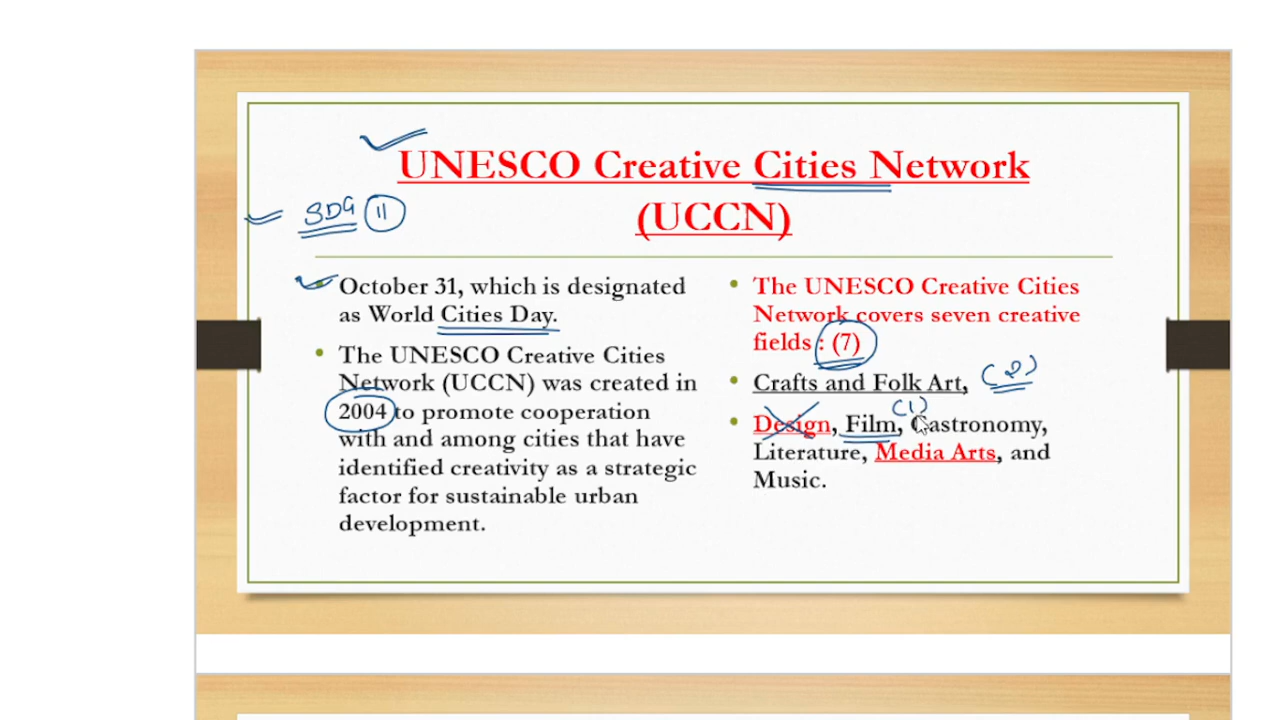 UNESCO Creative Cities Network
(UCCN)
SDG 11
October 31, which is designated
as World Cities Day.
The UNESCO Creative Cities
Network (UCCN) was created in
2004 to promote cooperation
with and among cities that have
identified creativity as a strategic
factor for sustainable urban
development.
The UNESCO Creative Cities
Network covers seven creative
fields : (7)
Crafts and Folk Art,
(1)
Design, Film, Gastronomy,
Literature, Media Arts, and
Music.